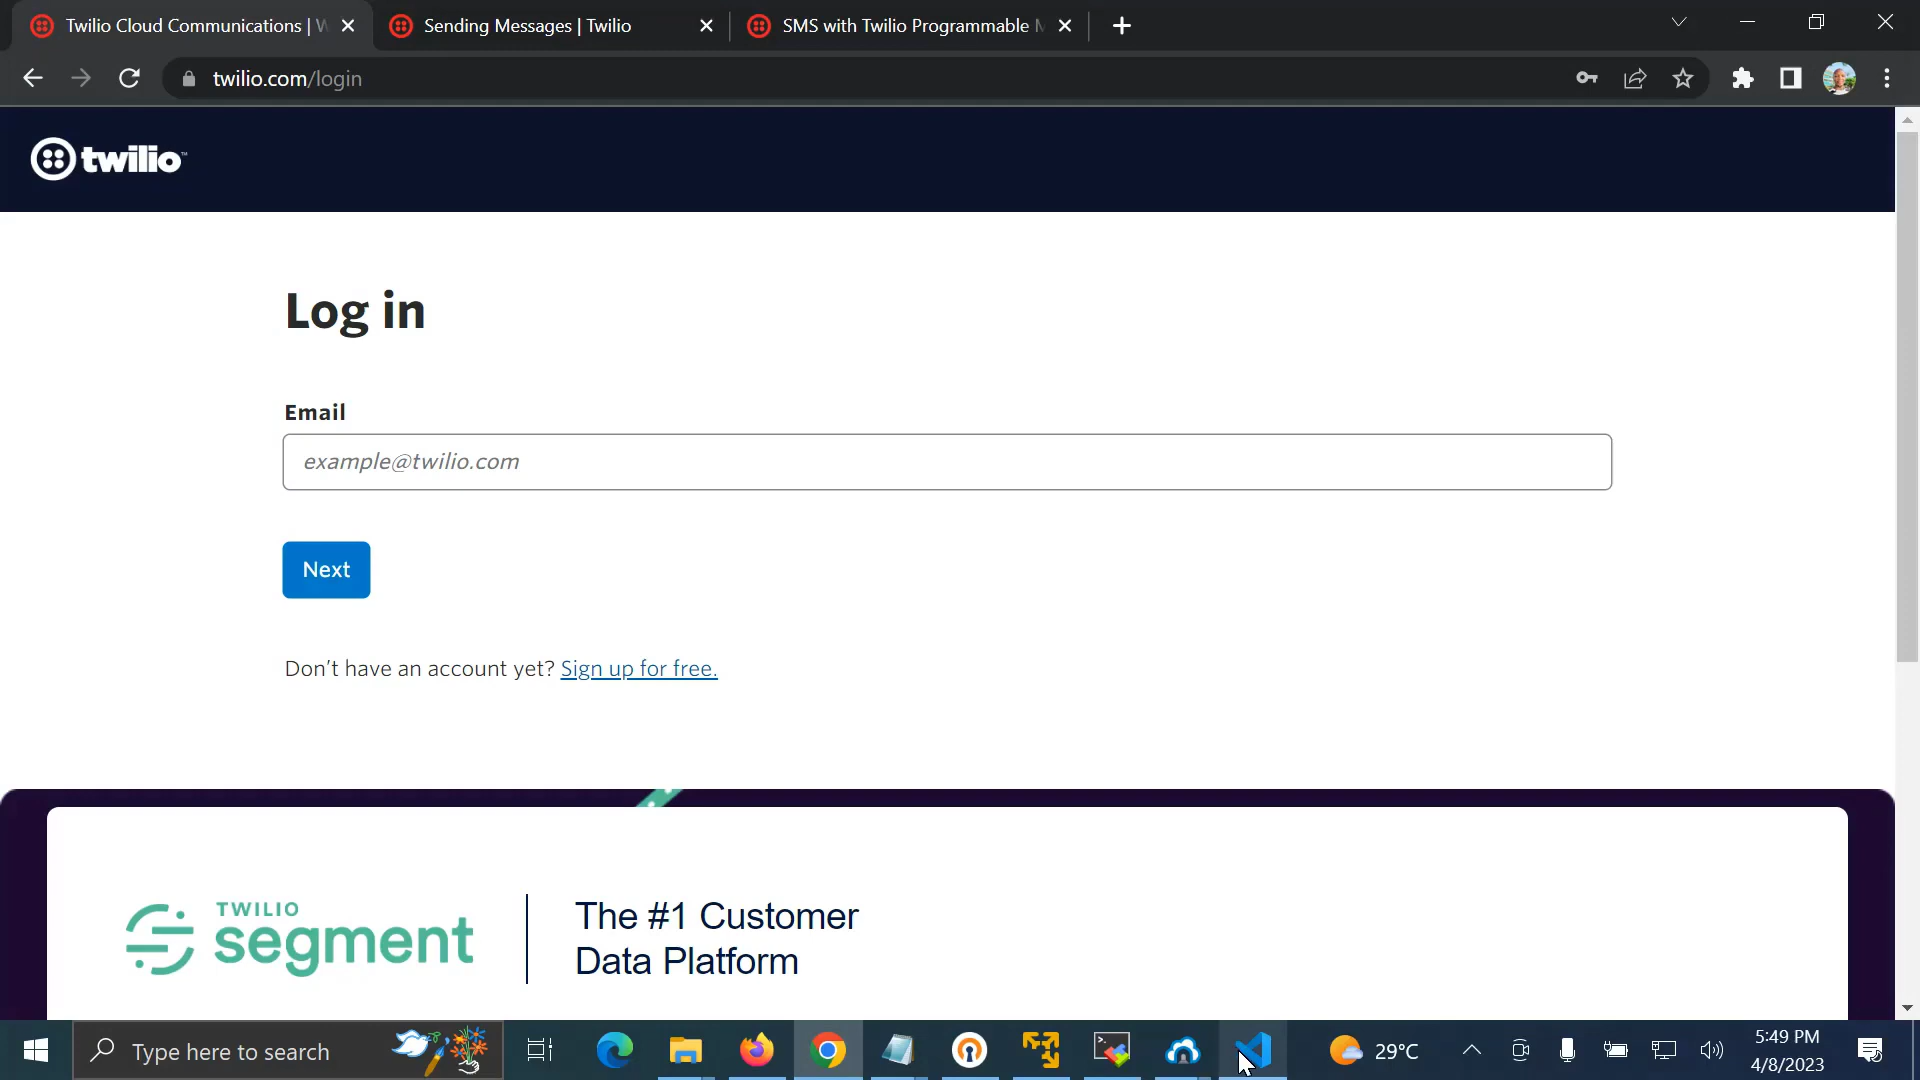 Twilio Cloud Communications | W
Sending Messages | Twilio
SMS with Twilio Programmable M
twilio.com/login
twilio™
Log in
Email
example@twilio.com
Next
Don't have an account yet? Sign up for free.
TWILIO
segment
The #1 Customer
Data Platform
Type here to search
29°C
5:49 PM
4/8/2023